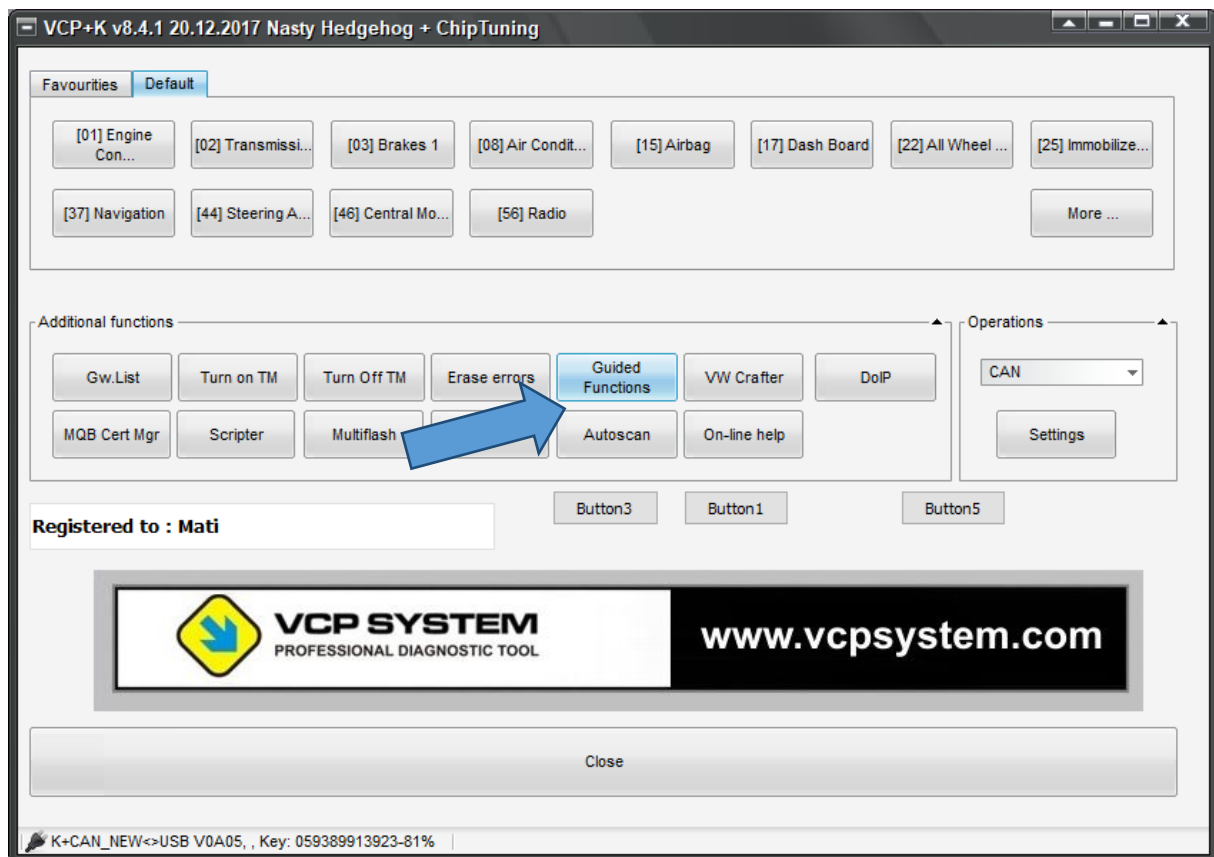 VCP+K v8.4.1 20.12.2017 Nasty Hedgehog + ChipTuning
Favourities Default
[01] Engine
Con...
[02] Transmissi...
[03] Brakes 1
[08] Air Condit...
[15] Airbag
[17] Dash Board
[22] All Wheel ...
[25] Immobilize...
[37] Navigation
[44] Steering A...
[46] Central Mo...
[56] Radio
More ...
Additional functions
Operations
Gw.List
Turn on TM
Turn Off TM
Erase errors
Guided
Functions
VW Crafter
DoIP
CAN
MQB Cert Mgr
Scripter
Multiflash
Autoscan
On-line help
Settings
Button3
Button1
Button5
Registered to : Mati
VCP SYSTEM
PROFESSIONAL DIAGNOSTIC TOOL
www.vcpsystem.com
Close
K+CAN_NEW<>USB V0A05, , Key: 059389913923-81%